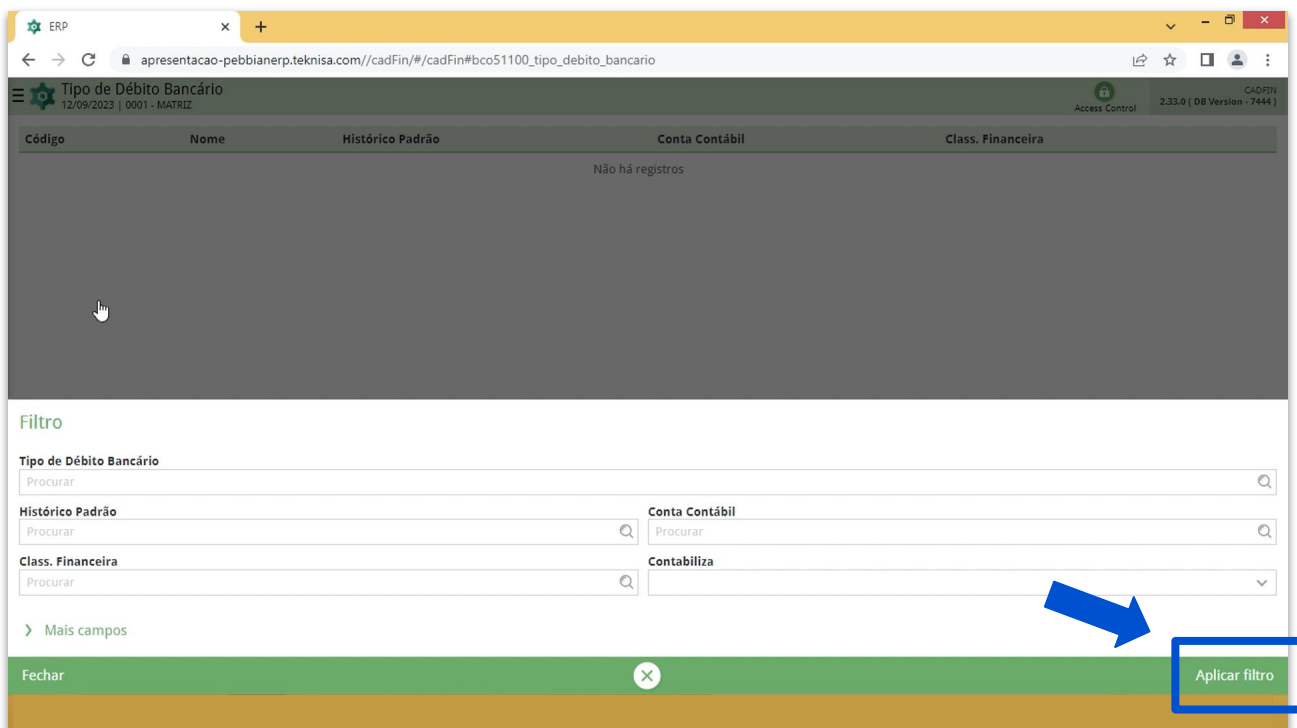 ERP
apresentacao-pebbianerp.teknisa.com//cadFin/#/cadFin#bco51100_tipo_debito_bancario
Tipo de Débito Bancário
12/09/2023 | 0001 - MATRIZ
Access Control
CADFIN
2.33.0 ( DB Version - 7444 )
Código Nome Histórico Padrão Conta Contábil Class. Financeira
Não há registros
Filtro
Tipo de Débito Bancário
Procurar
Histórico Padrão Conta Contábil
Procurar Procurar
Class. Financeira Contabiliza
Procurar
Mais campos
Fechar Aplicar filtro